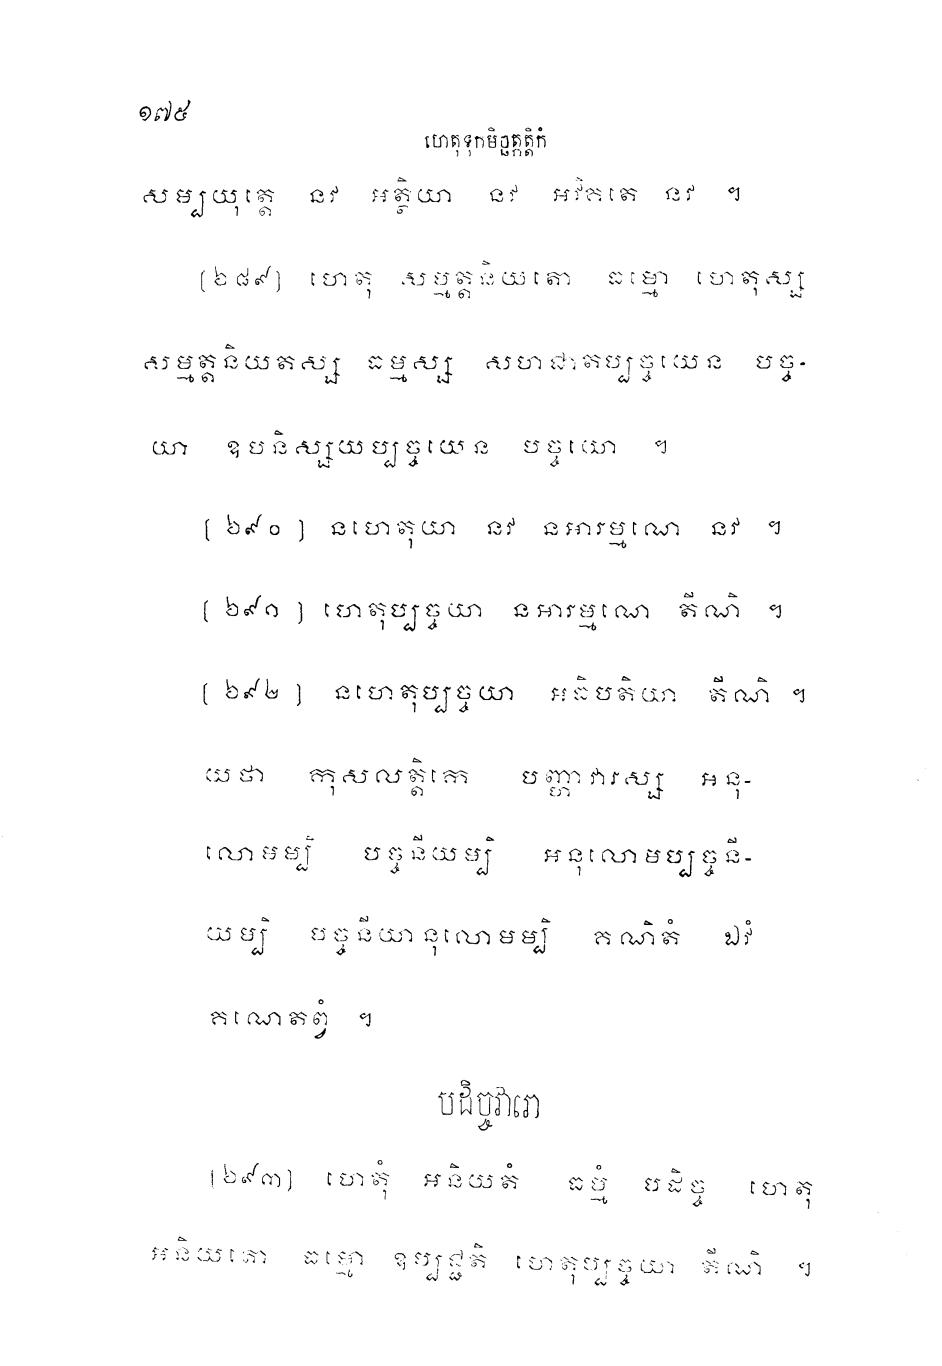 ១៧៥
ហេតុទុកមិច្ឆត្តត្តិកំ
សម្បយុត្តេ នវ អត្ថិយា នវ អវិគតេ នវ ។
[៦៨៩] ហេតុ សម្មត្តនិយតោ ធម្មោ ហេតុស្ស
សម្មត្តនិយតស្ស ធម្មស្ស សហជាតប្បច្ចយេន បច្ច-
យោ ឧបនិស្សយប្បច្ចយេន បច្ចយោ ។
[ ៦៩០ ] នហេតុយា នវ នអារម្មណេ នវ ។
[ ៦៩១ ] ហេតុប្បច្ចយា នអារម្មណេ តីណិ ។
[ ៦៩២ ] នហេតុប្បច្ចយា អធិបតិយា តីណិ ។
យថា កុសលត្តិកេ បញ្ហាវារស្ស អនុ-
លោមម្បិ បច្ចនីយម្បិ អនុលោមប្បច្ចនី-
យម្បិ បច្ចនីយានុលោមម្បិ គណិតំ ឯវំ
គណេតព្វំ ។
បដិច្ចវារោ
[៦៩៣] ហេតុំ អនិយតំ ធម្មំ បដិច្ច ហេតុ
អនិយតោ ធម្មោ ឧប្បជ្ជតិ ហេតុប្បច្ចយា តីណិ ។